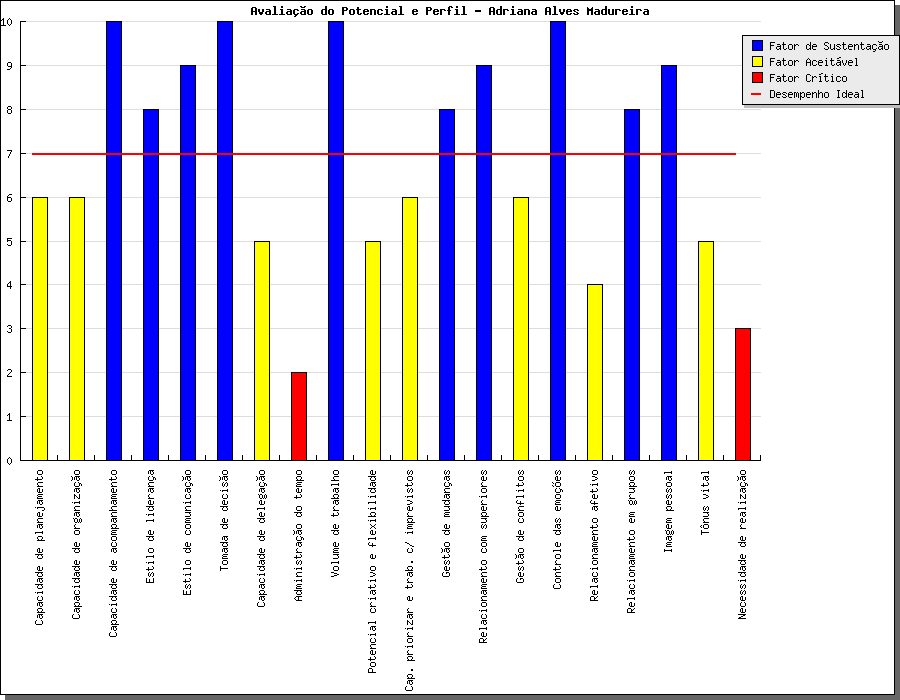 Avaliação do Potencial e Perfil - Adriana Alves Madureira
10
9
8
7
6
5
4
3
2
1
0
Fator de Sustentação
Fator Aceitável
Fator Crítico
Desempenho Ideal
Capacidade de planejamento
Capacidade de organização
Capacidade de acompanhamento
Estilo de liderança
Estilo de comunicação
Tomada de decisão
Capacidade de delegação
Administração do tempo
Volume de trabalho
Potencial criativo e flexibilidade
Cap. priorizar e trab. c/ imprevistos
Gestão de mudanças
Relacionamento com superiores
Gestão de conflitos
Controle das emoções
Relacionamento afetivo
Relacionamento em grupos
Imagem pessoal
Tônus vital
Necessidade de realização